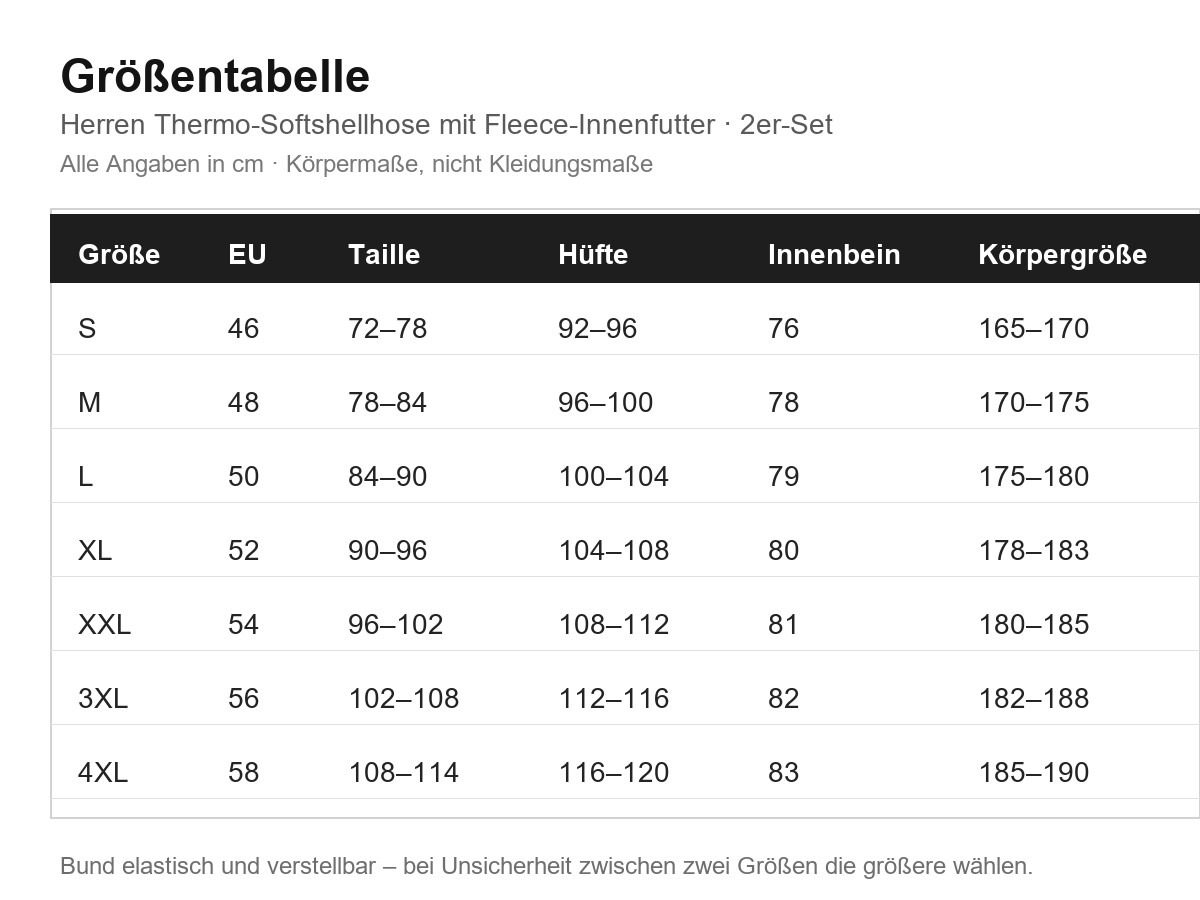 Größentabelle
Herren Thermo-Softshellhose mit Fleece-Innenfutter · 2er-Set
Alle Angaben in cm · Körpermaße, nicht Kleidungsmaße
Größe EU Taille Hüfte Innenbein Körpergröße
S 46 72–78 92–96 76 165–170
M 48 78–84 96–100 78 170–175
L 50 84–90 100–104 79 175–180
XL 52 90–96 104–108 80 178–183
XXL 54 96–102 108–112 81 180–185
3XL 56 102–108 112–116 82 182–188
4XL 58 108–114 116–120 83 185–190
Bund elastisch und verstellbar – bei Unsicherheit zwischen zwei Größen die größere wählen.